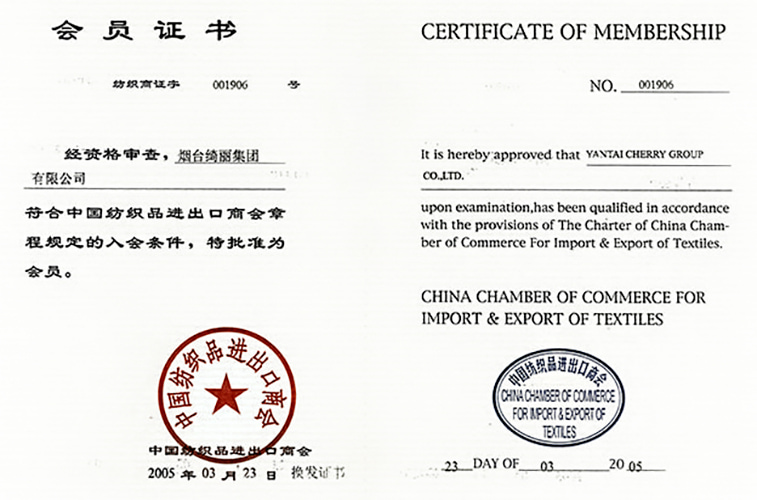 会员证书
纺织商证字 001906 号
经资格审查，烟台绮丽集团
有限公司
符合中国纺织品进出口商会章
程规定的入会条件，特批准为
会员。
中国纺织品进出口商会
中国纺织品进出口商会
2005 年 03 月 23 日 换发证书
CERTIFICATE OF MEMBERSHIP
NO. 001906
It is hereby approved that YANTAI CHERRY GROUP
CO.,LTD.
upon examination,has been qualified in accordance
with the provisions of The Charter of China Cham-
ber of Commerce For Import & Export of Textiles.
CHINA CHAMBER OF COMMERCE FOR
IMPORT & EXPORT OF TEXTILES
中国纺织品进出口商会
CHINA CHAMBER OF COMMERCE
FOR IMPORT & EXPORT OF
TEXTILES
23 DAY OF 03 20 05